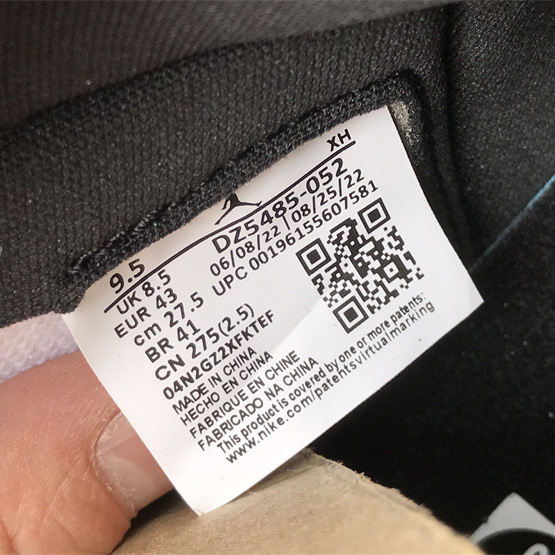 XH
9.5 DZ5485-052
UK 8.5 06/08/22 | 08/25/22
EUR 43 UPC 00196155607581
cm 27.5
BR 41
CN 275(2.5)
04N2GZ2XFKTEF
MADE IN CHINA
HECHO EN CHINA
FABRIQUE EN CHINE
FABRICADO NA CHINA
This product is covered by one or more patents:
www.nike.com/patentsvirtualmarking